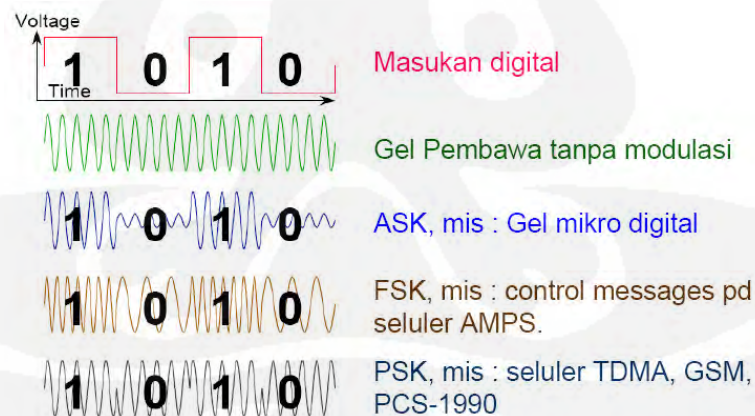 Voltage
1 0 1 0
Time
Masukan digital
Gel Pembawa tanpa modulasi
1 0 1 0
ASK, mis : Gel mikro digital
1 0 1 0
FSK, mis : control messages pd
seluler AMPS.
1 0 1 0
PSK, mis : seluler TDMA, GSM,
PCS-1990